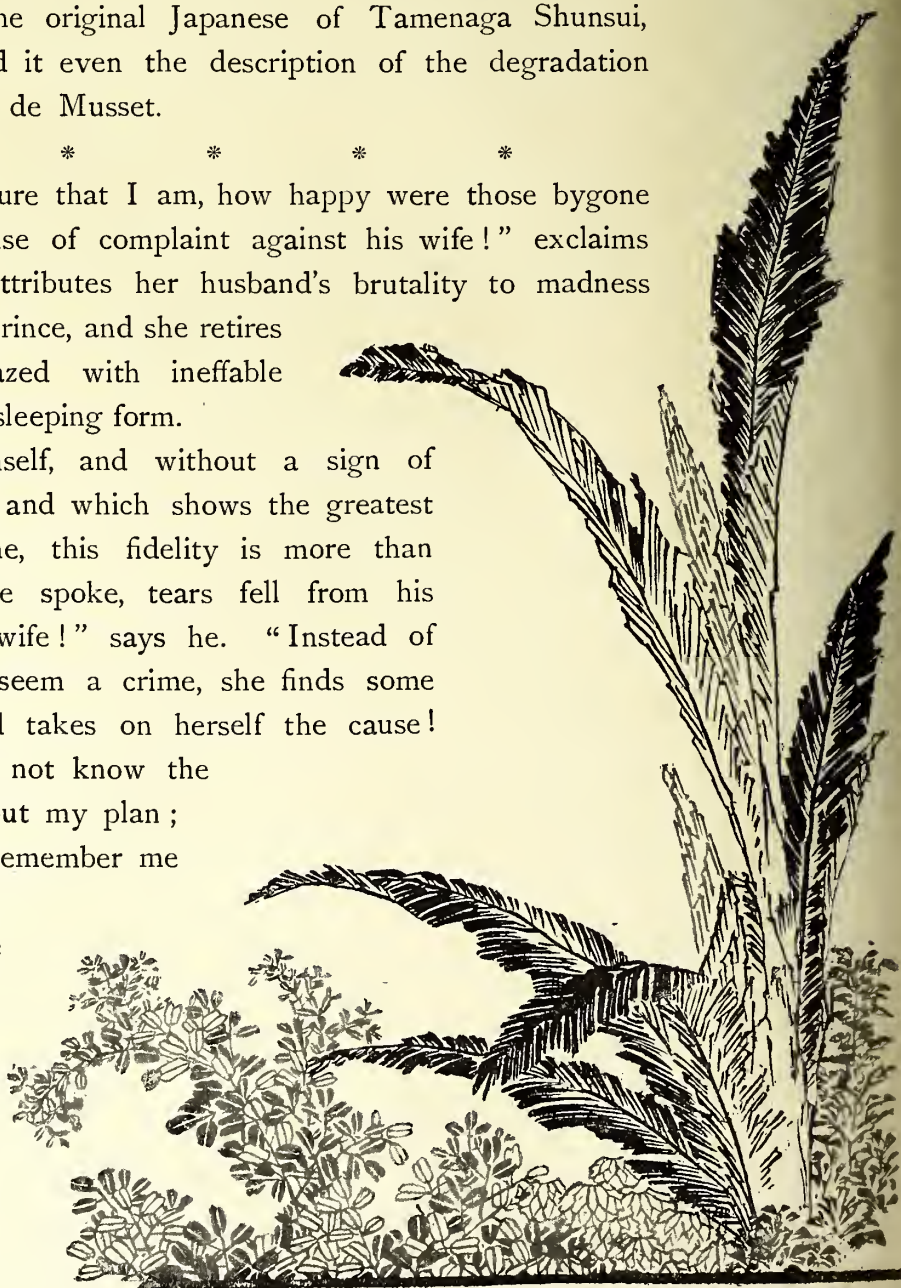 ne original Japanese of Tamenaga Shunsui,
d it even the description of the degradation
de Musset.
* * * *
ure that I am, how happy were those bygone
use of complaint against his wife ! ” exclaims
ttributes her husband’s brutality to madness
rince, and she retires
azed with ineffable
sleeping form.
self, and without a sign of
and which shows the greatest
ne, this fidelity is more than
e spoke, tears fell from his
wife ! ” says he. “ Instead of
seem a crime, she finds some
l takes on herself the cause !
not know the
ut my plan ;
emember me